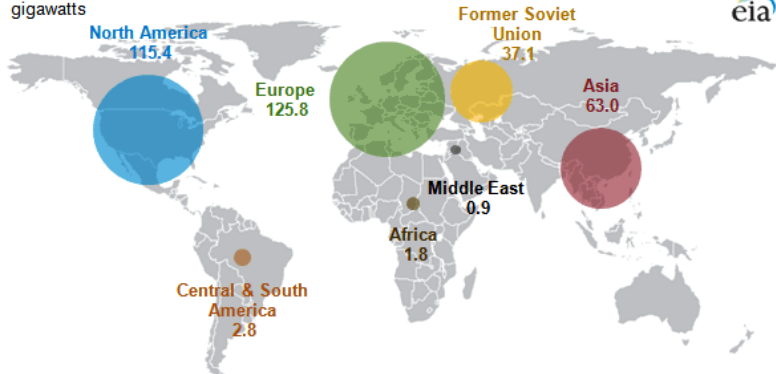 gigawatts
eia
North America
115.4
Europe
125.8
Former Soviet
Union
37.1
Asia
63.0
Middle East
0.9
Africa
1.8
Central & South
America
2.8